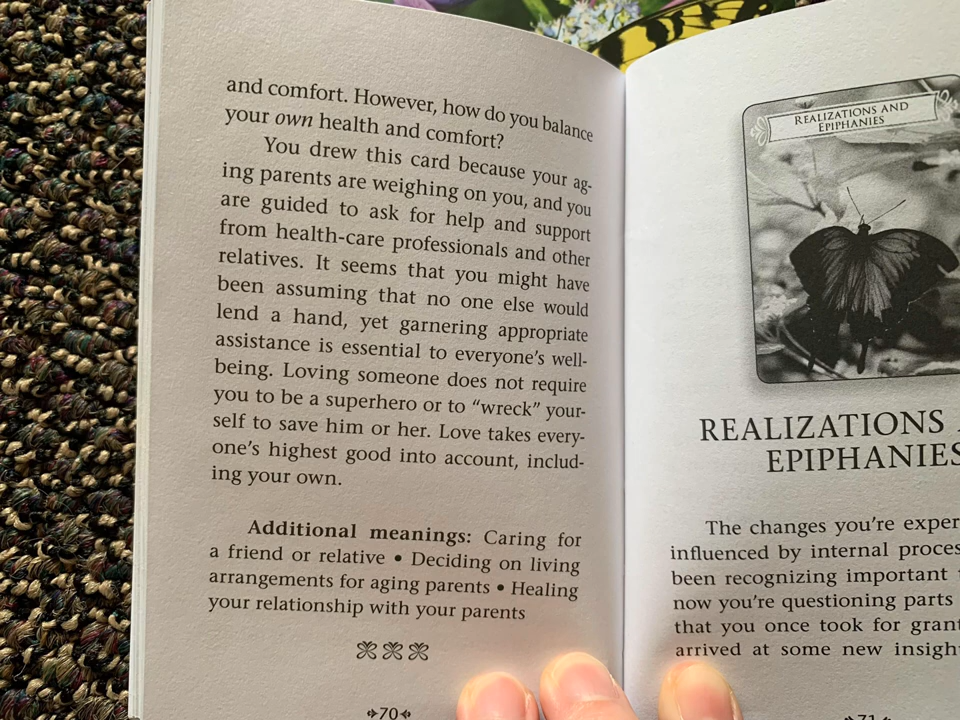 and comfort. However, how do you balance
your own health and comfort?
You drew this card because your ag-
ing parents are weighing on you, and you
are guided to ask for help and support
from health-care professionals and other
relatives. It seems that you might have
been assuming that no one else would
lend a hand, yet garnering appropriate
assistance is essential to everyone's well-
being. Loving someone does not require
you to be a superhero or to “wreck” your-
self to save him or her. Love takes every-
one's highest good into account, includ-
ing your own.
Additional meanings: Caring for
a friend or relative • Deciding on living
arrangements for aging parents • Healing
your relationship with your parents
70
REALIZATIONS AND
EPIPHANIES
REALIZATIONS
EPIPHANIES
The changes you're
influenced by internal
been recognizing important
now you're questioning parts
that you once took for
arrived at some new
71